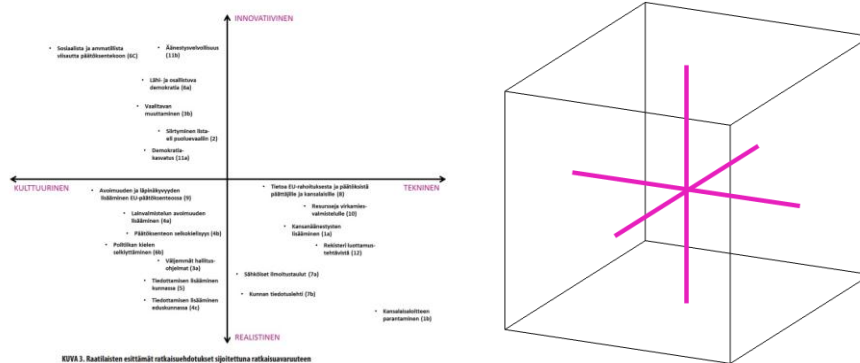 INNOVATIIVINEN
• Sosiaalista ja ammatillista
viisautta päätöksentekoon (6C)
• Äänestysvelvollisuus
(11b)
• Lähi- ja osallistuva
demokratia (6a)
• Vaalitavan
muuttaminen (3b)
• Siirtyminen lista-
eli puoluevaaliin (2)
• Demokratia-
kasvatus (11a)
KULTTUURINEN
TEKNINEN
• Avoimuuden ja läpinäkyvyyden
lisääminen EU-päätöksenteossa (9)
• Tietoa EU-rahoituksesta ja päätöksistä
päättäjille ja kansalaisille (8)
• Lainvalmistelun avoimuuden
lisääminen (4a)
• Resursseja virkamies-
valmistelulle (10)
• Päätöksenteon selkokielisyys (4b)
• Kansanäänestysten
lisääminen (1a)
• Politiikan kielen
selkiyttäminen (6b)
• Rekisteri luottamus-
tehtävistä (12)
• Väljemmät hallitus-
ohjelmat (3a)
• Tiedottamisen lisääminen
kunnassa (5)
• Sähköiset ilmoitustaulut (7a)
• Tiedottamisen lisääminen
eduskunnassa (4c)
• Kunnan tiedotuslehti (7b)
• Kansalaisaloitteen
parantaminen (1b)
REALISTINEN
KUVA 3. Raatilaisten esittämät ratkaisuehdotukset sijoitettuna ratkaisuavaruuteen